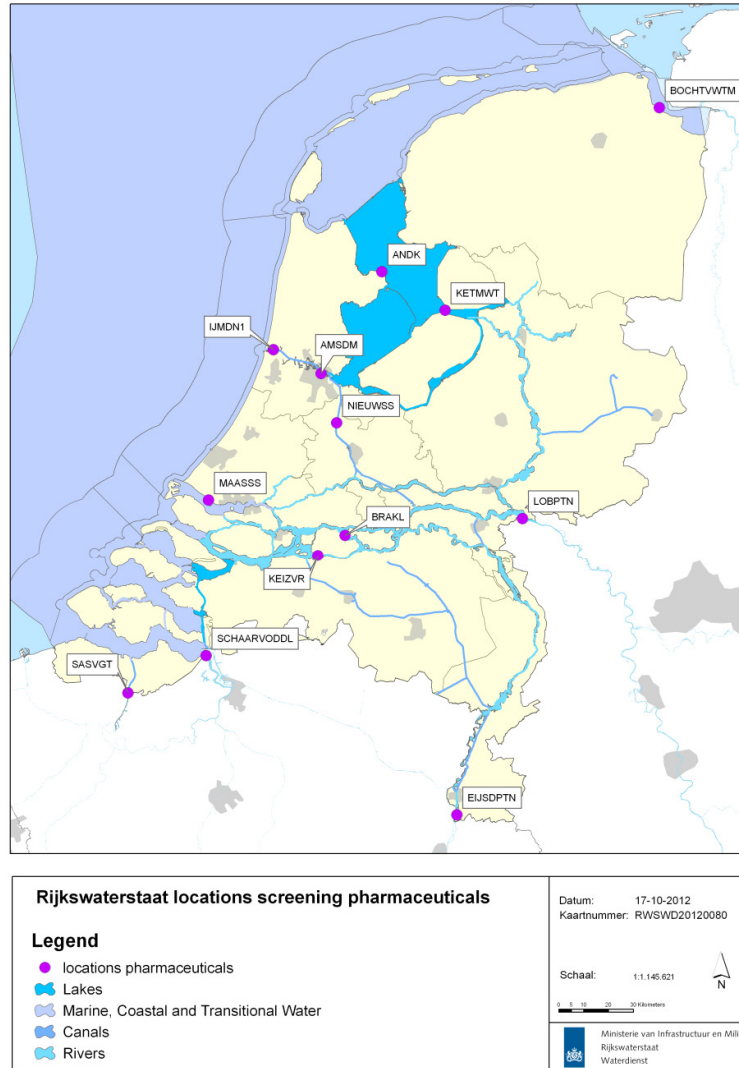 BOCHTVWTM
ANDK
KETMWT
IJMDN1
AMSDM
NIEUWSS
MAASSS
LOBPTN
BRAKL
KEIZVR
SCHAARVODDL
SASVGT
EIJSDPTN
Rijkswaterstaat locations screening pharmaceuticals
Legend
locations pharmaceuticals
Lakes
Marine, Coastal and Transitional Water
Canals
Rivers
Datum: 17-10-2012
Kaartnummer: RWSWD20120080
Schaal: 1:1.145.621
N
0 5 10 20 30 Kilometers
Ministerie van Infrastructuur en Mili
Rijkswaterstaat
Waterdienst